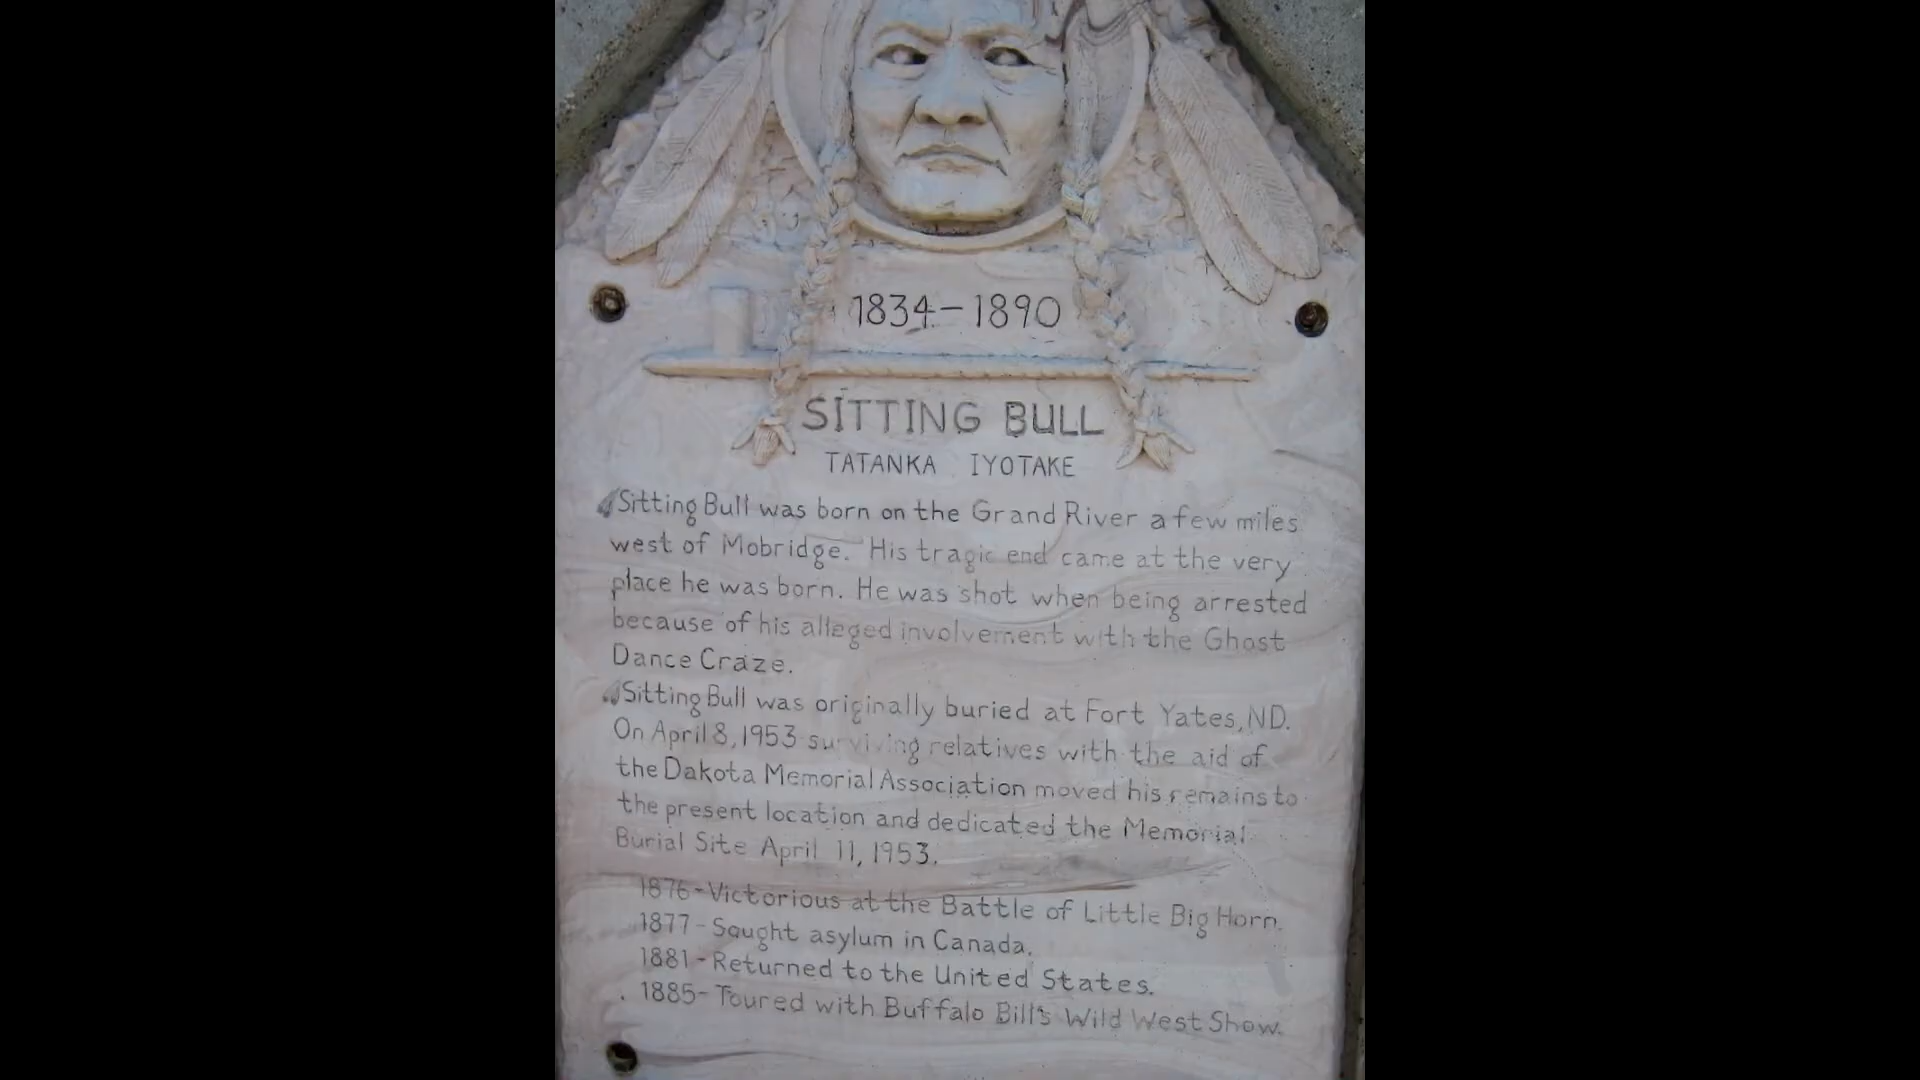 1834-1890
SITTING BULL
TATANKA IYOTAKE
Sitting Bull was born on the Grand River a few miles
west of Mobridge. His tragic end came at the very
place he was born. He was shot when being arrested
because of his alleged involvement with the Ghost
Dance Craze.
Sitting Bull was originally buried at Fort Yates, ND.
On April 8, 1953 surviving relatives with the aid of
the Dakota Memorial Association moved his remains to
the present location and dedicated the Memorial
Burial Site April 11, 1953.
1876-Victorious at the Battle of Little Big Horn.
1877-Sought asylum in Canada.
1881-Returned to the United States.
1885-Toured with Buffalo Bill's Wild West Show.